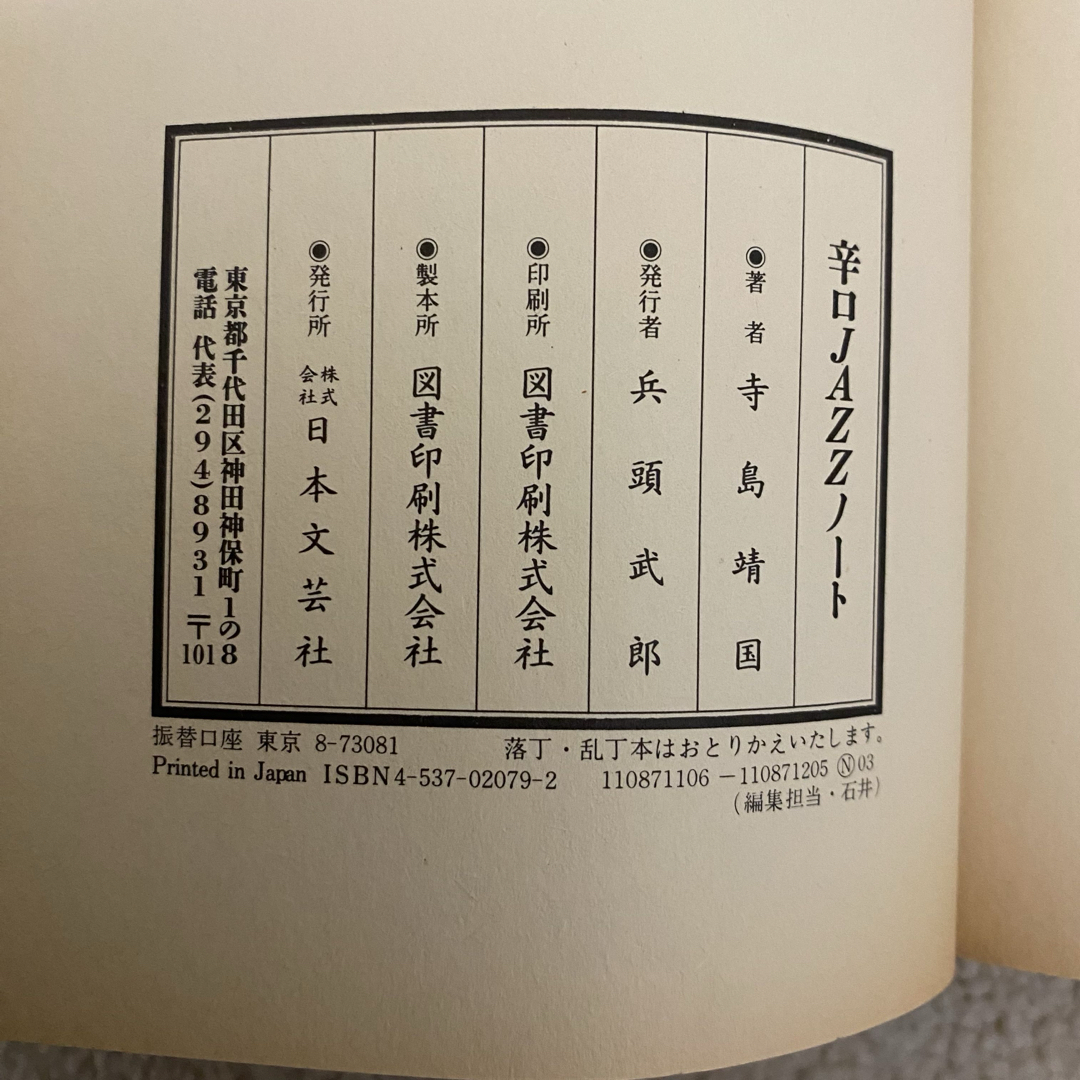 辛口JAZZノート
◉著者 寺島靖国
◉発行者 兵頭武郎
◉印刷所 図書印刷株式会社
◉製本所 図書印刷株式会社
◉発行所 株式会社日本文芸社
東京都千代田区神田神保町1の8
電話 代表(294)8931 〒101
振替口座 東京 8-73081 落丁・乱丁本はおとりかえいたします。
Printed in Japan ISBN4-537-02079-2 110871106-110871205 Ⓝ03
(編集担当・石井)